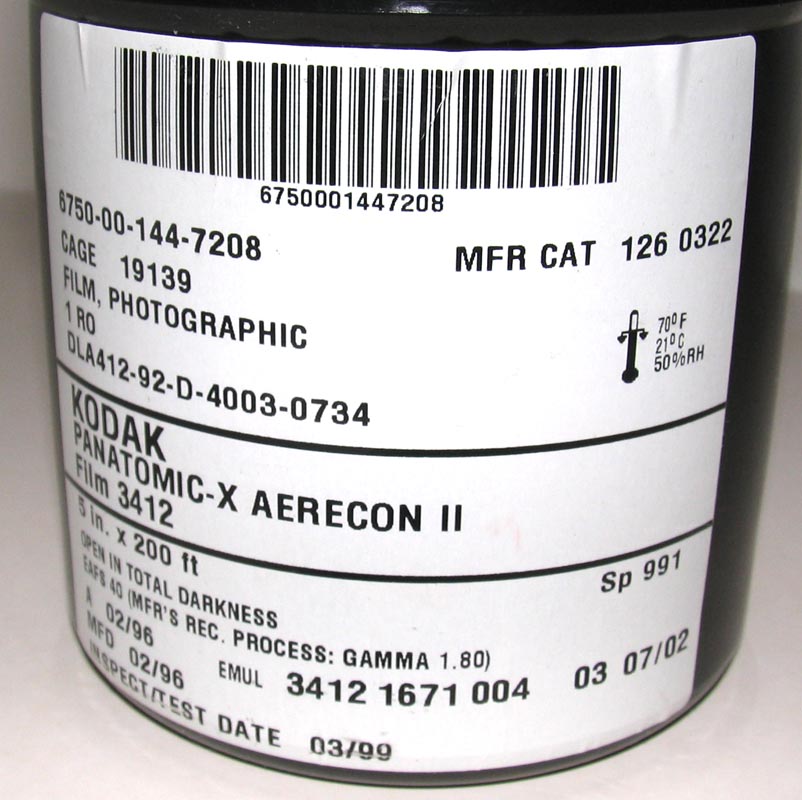 6750001447208
6750-00-144-7208
MFR CAT 126 0322
CAGE 19139
FILM, PHOTOGRAPHIC
1 RO
70°F
21°C
50%RH
DLA412-92-D-4003-0734
KODAK
PANATOMIC-X AERECON II
Film 3412
5 in. x 200 ft
Sp 991
OPEN IN TOTAL DARKNESS
EAFS 40 (MFR'S REC. PROCESS: GAMMA 1.80)
A 02/96
MFD 02/96 EMUL 3412 1671 004 03 07/02
INSPECT/TEST DATE 03/99